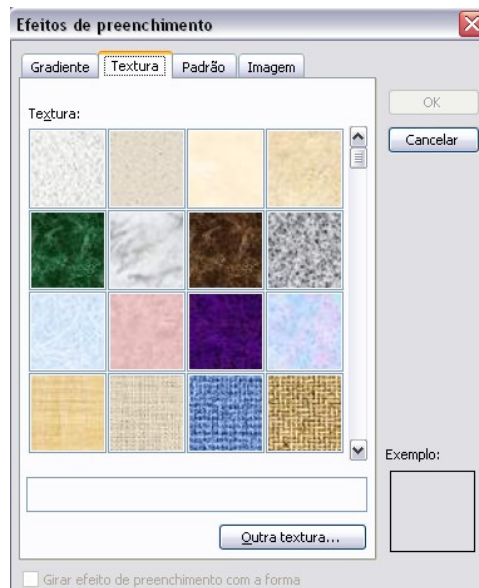 Efeitos de preenchimento
Gradiente Textura Padrão Imagem
OK
Textura:
Cancelar
Exemplo:
Outra textura...
Girar efeito de preenchimento com a forma